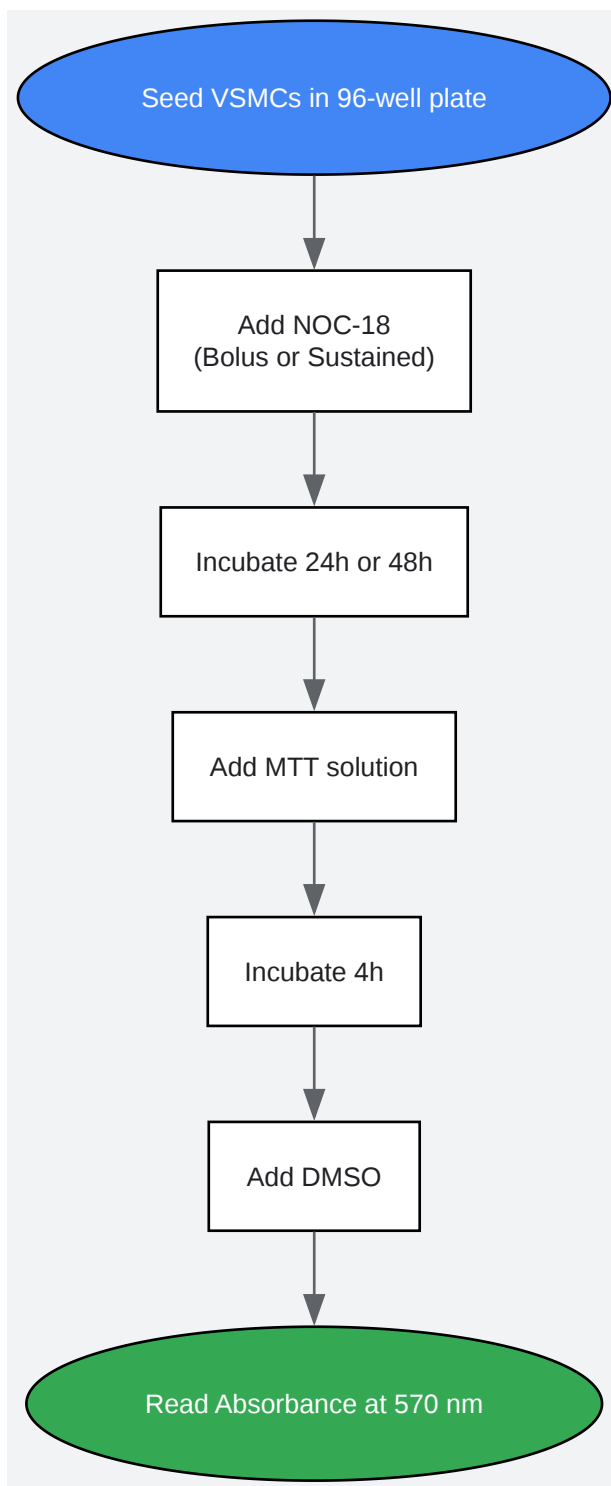 Seed VSMCs in 96-well plate
Add NOC-18
(Bolus or Sustained)
Incubate 24h or 48h
Add MTT solution
Incubate 4h
Add DMSO
Read Absorbance at 570 nm